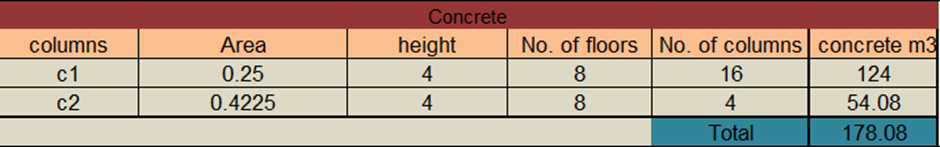 Concrete
columns Area height No. of floors No. of columns concrete m3
c1 0.25 4 8 16 124
c2 0.4225 4 8 4 54.08
Total 178.08